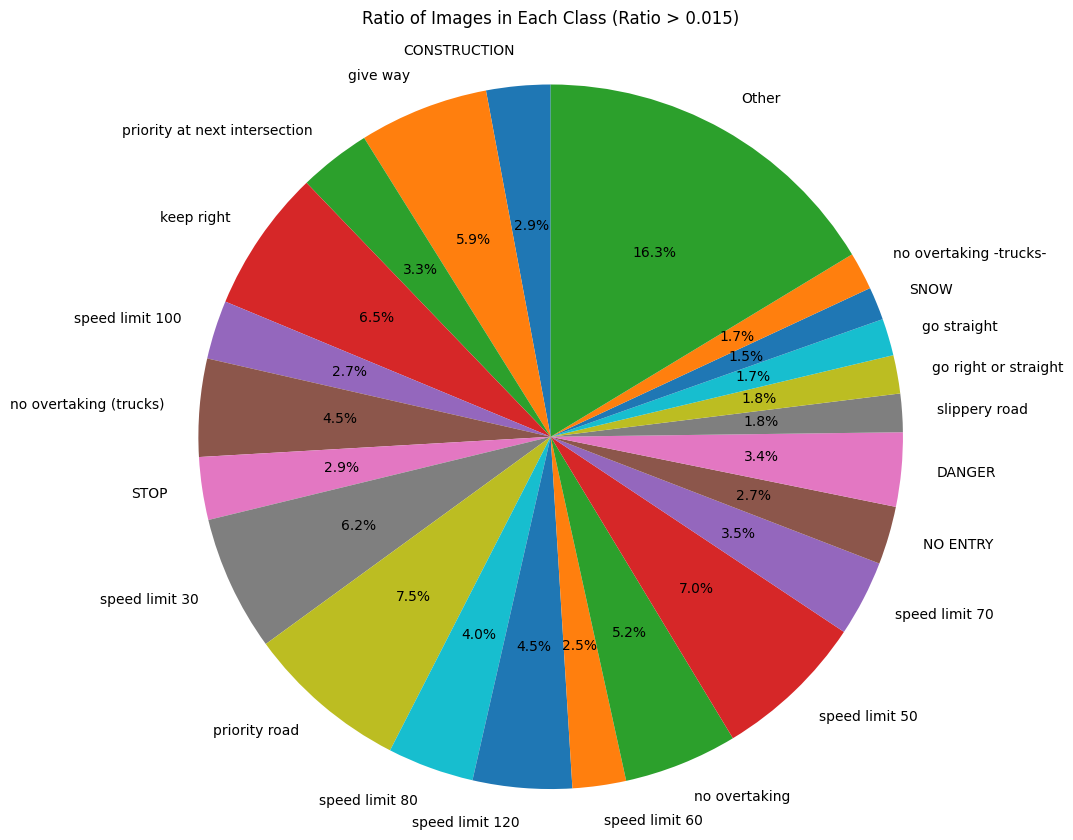 Ratio of Images in Each Class (Ratio > 0.015)
CONSTRUCTION
2.9%
give way
5.9%
priority at next intersection
3.3%
keep right
6.5%
speed limit 100
2.7%
no overtaking (trucks)
4.5%
STOP
2.9%
speed limit 30
6.2%
priority road
7.5%
speed limit 80
4.0%
speed limit 120
4.5%
speed limit 60
2.5%
no overtaking
5.2%
speed limit 50
7.0%
speed limit 70
3.5%
NO ENTRY
2.7%
DANGER
3.4%
slippery road
1.8%
go right or straight
1.8%
go straight
1.7%
SNOW
1.5%
no overtaking -trucks-
1.7%
Other
16.3%